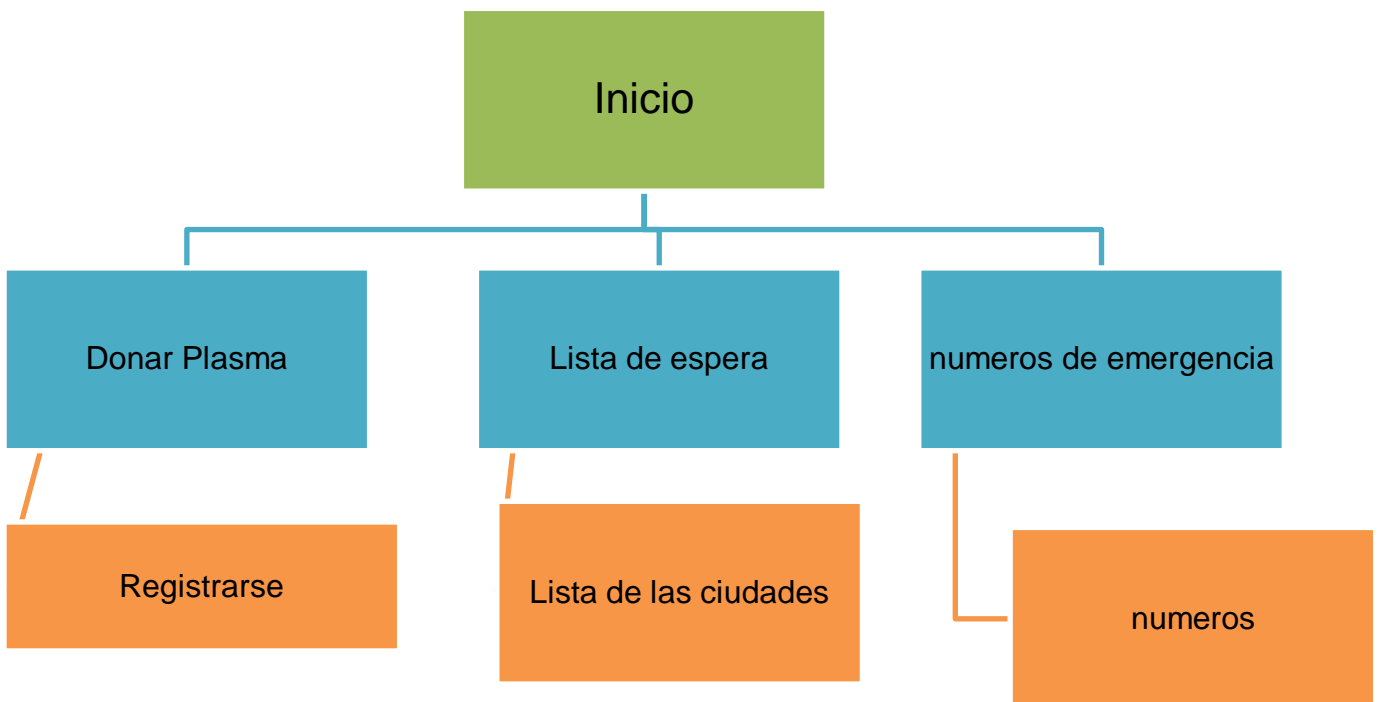 Inicio
Donar Plasma
Lista de espera
numeros de emergencia
Registrarse
Lista de las ciudades
numeros